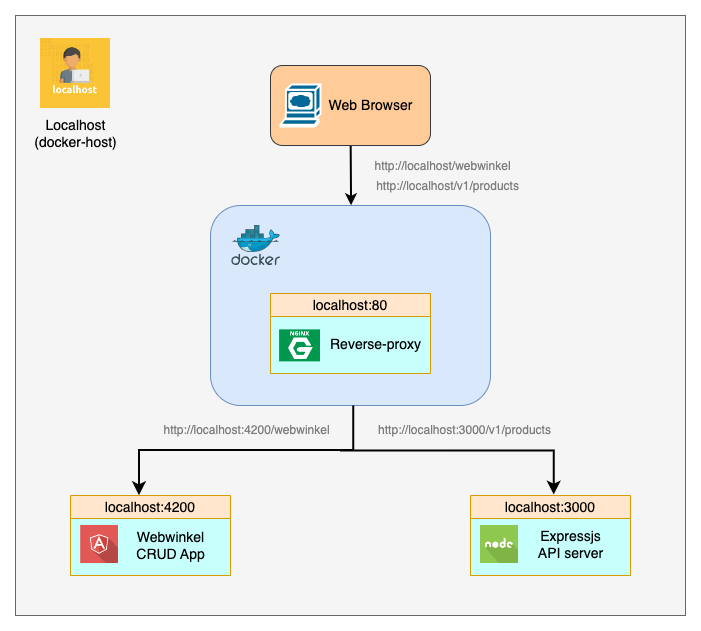 localhost
Localhost
(docker-host)
Web Browser
http://localhost/webwinkel
http://localhost/v1/products
docker
localhost:80
NGINX
G
Reverse-proxy
http://localhost:4200/webwinkel
http://localhost:3000/v1/products
localhost:4200
A
Webwinkel
CRUD App
localhost:3000
node
Expressjs
API server